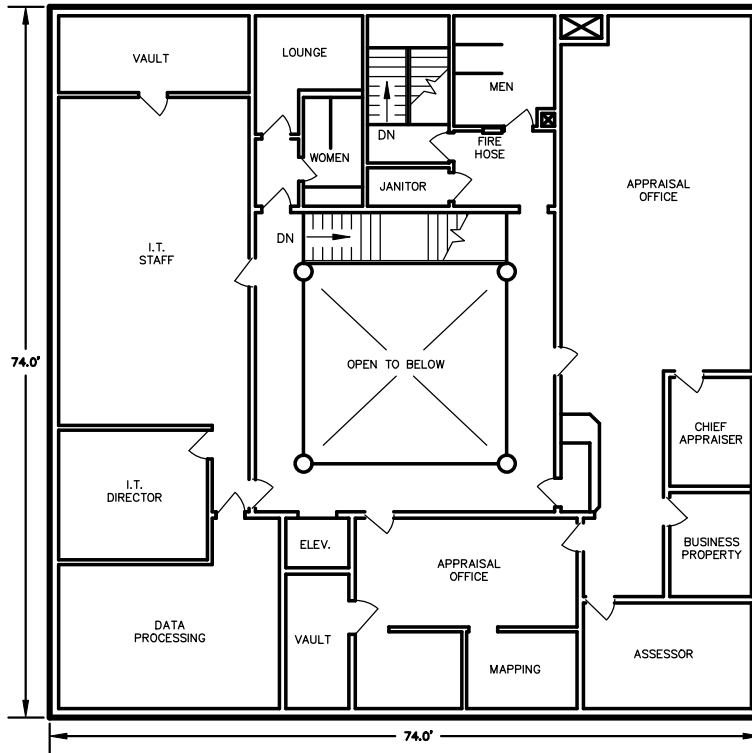 VAULT
LOUNGE
MEN
DN
FIRE
HOSE
WOMEN
JANITOR
APPRAISAL
OFFICE
I.T.
STAFF
DN
74.0'
OPEN TO BELOW
CHIEF
APPRAISER
I.T.
DIRECTOR
ELEV.
APPRAISAL
OFFICE
BUSINESS
PROPERTY
DATA
PROCESSING
VAULT
MAPPING
ASSESSOR
74.0'